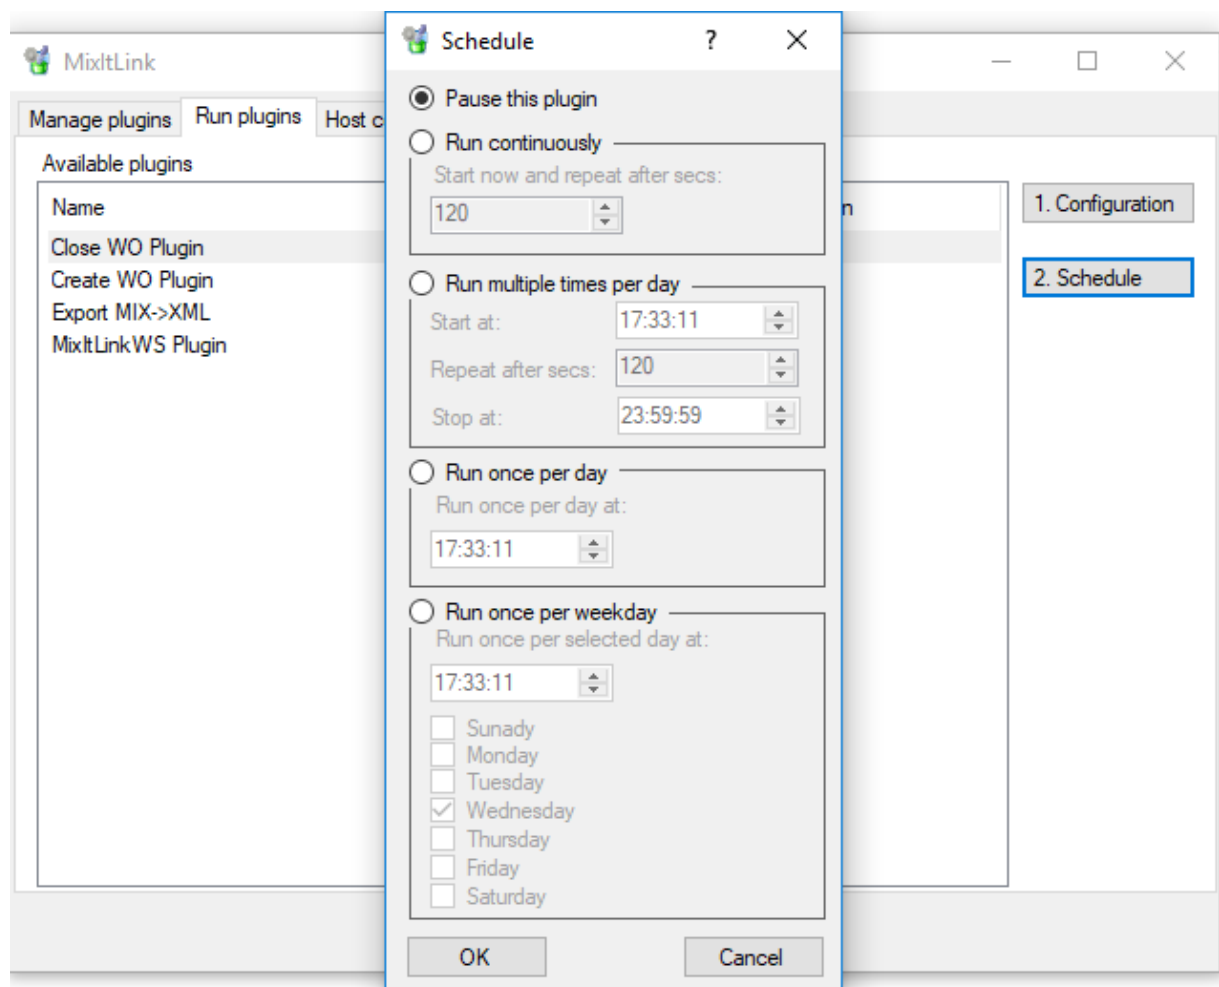 MixItLink
Manage plugins
Run plugins
Host c
Available plugins
Name
n
Close WO Plugin
Create WO Plugin
Export MIX->XML
MixItLinkWS Plugin
1. Configuration
2. Schedule
Schedule
?
Pause this plugin
Run continuously
Start now and repeat after secs:
120
Run multiple times per day
Start at: 17:33:11
Repeat after secs: 120
Stop at: 23:59:59
Run once per day
Run once per day at:
17:33:11
Run once per weekday
Run once per selected day at:
17:33:11
Sunady
Monday
Tuesday
Wednesday
Thursday
Friday
Saturday
OK
Cancel